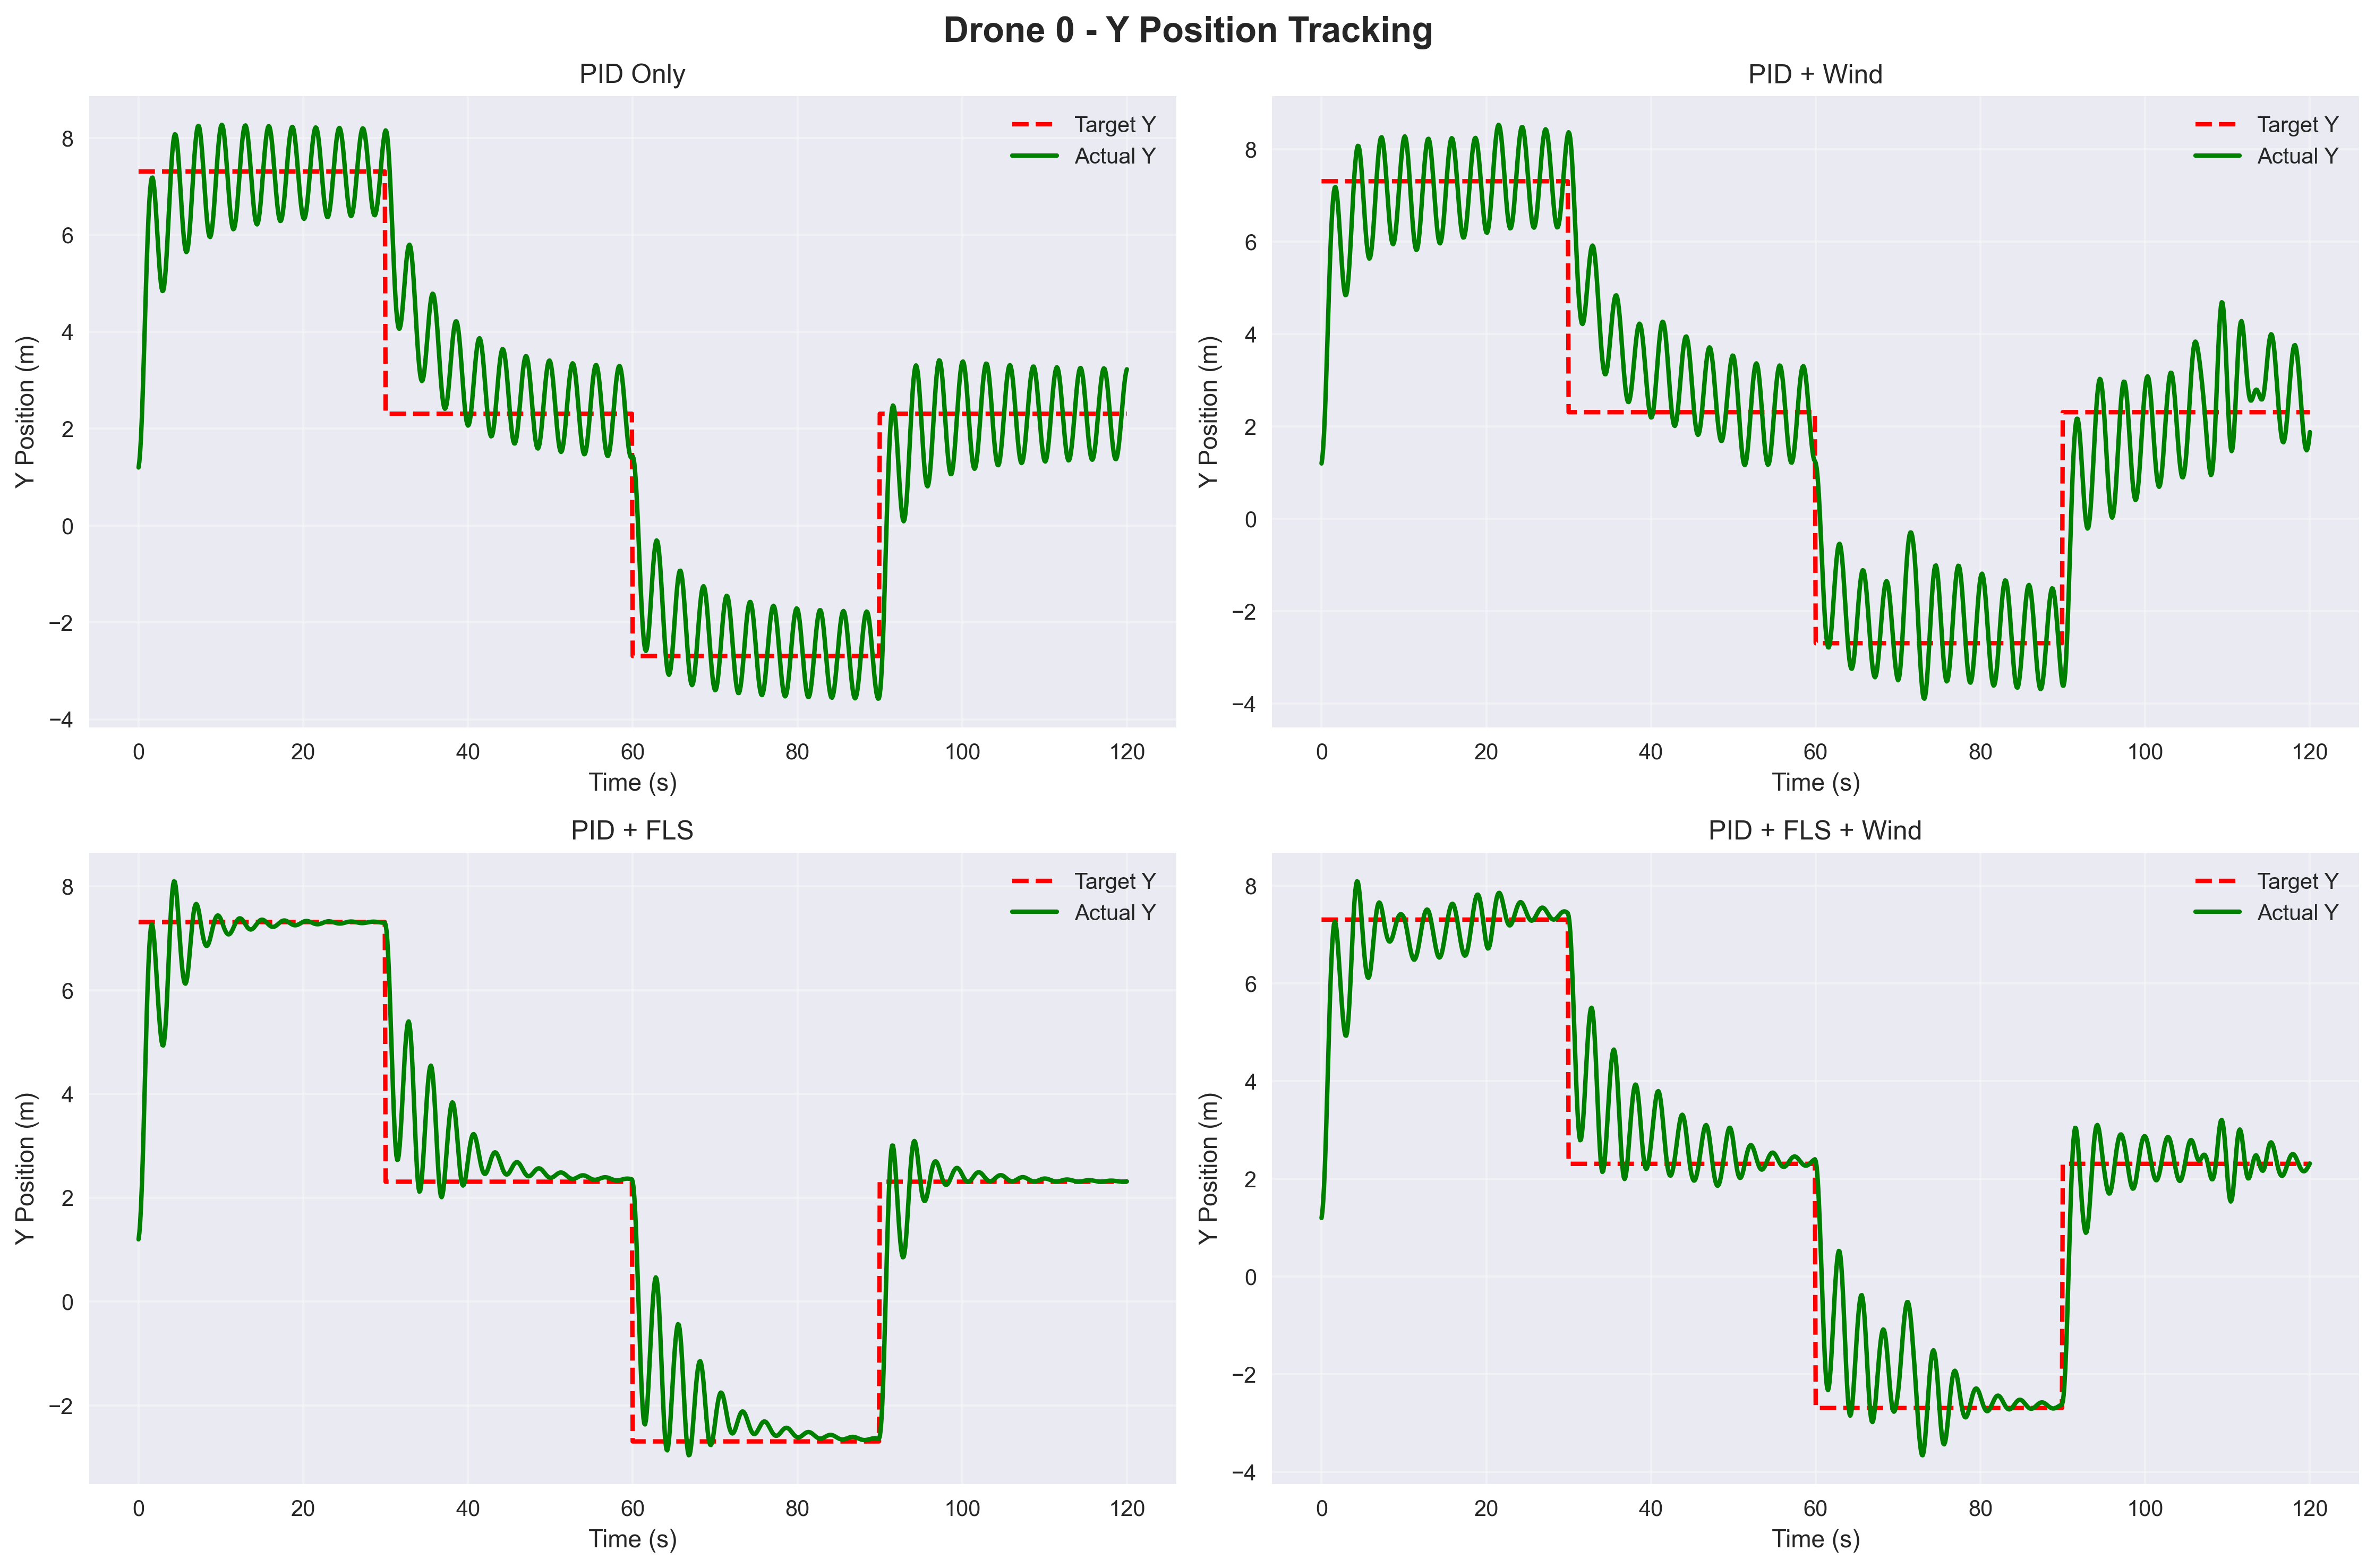 Drone 0 - Y Position Tracking
PID Only
Target Y
Actual Y
8
6
4
2
0
−2
−4
Y Position (m)
0 20 40 60 80 100 120
Time (s)
PID + Wind
Target Y
Actual Y
8
6
4
2
0
−2
−4
Y Position (m)
0 20 40 60 80 100 120
Time (s)
PID + FLS
Target Y
Actual Y
8
6
4
2
0
−2
Y Position (m)
0 20 40 60 80 100 120
Time (s)
PID + FLS + Wind
Target Y
Actual Y
8
6
4
2
0
−2
−4
Y Position (m)
0 20 40 60 80 100 120
Time (s)